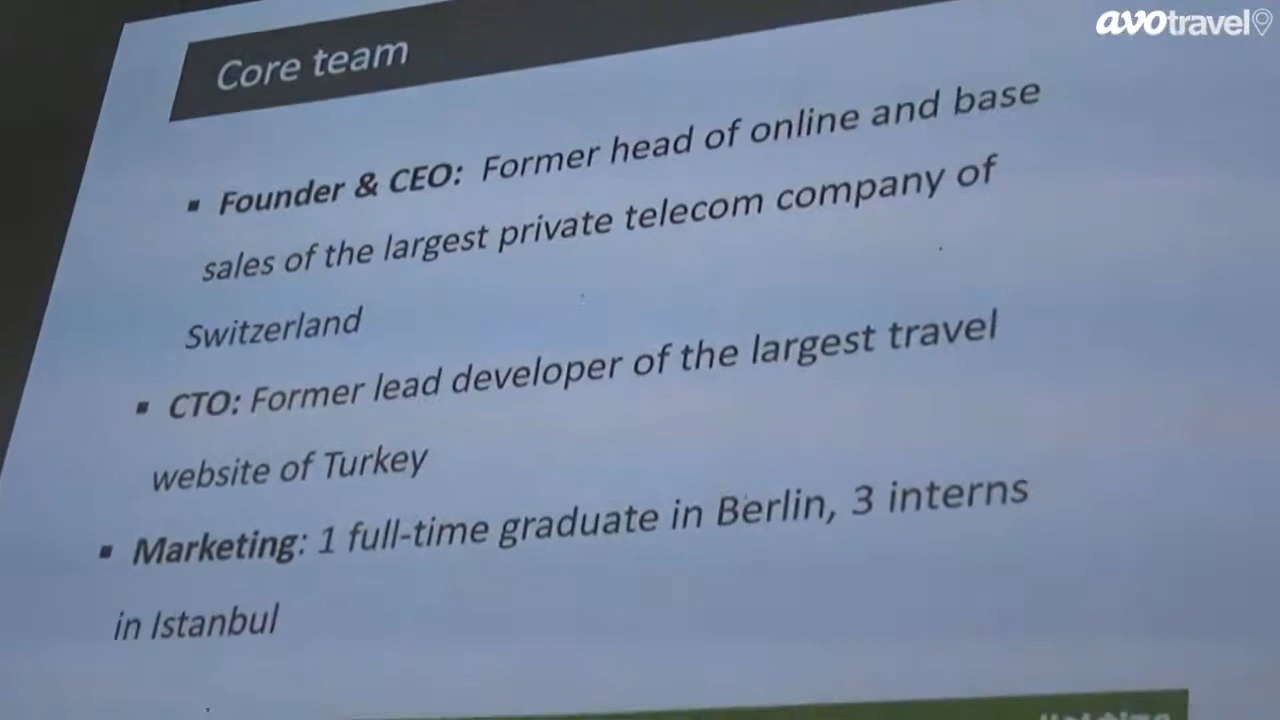 avotravel
Core team
▪ Founder & CEO: Former head of online and base
sales of the largest private telecom company of
Switzerland
▪ CTO: Former lead developer of the largest travel
website of Turkey
▪ Marketing: 1 full-time graduate in Berlin, 3 interns
in Istanbul